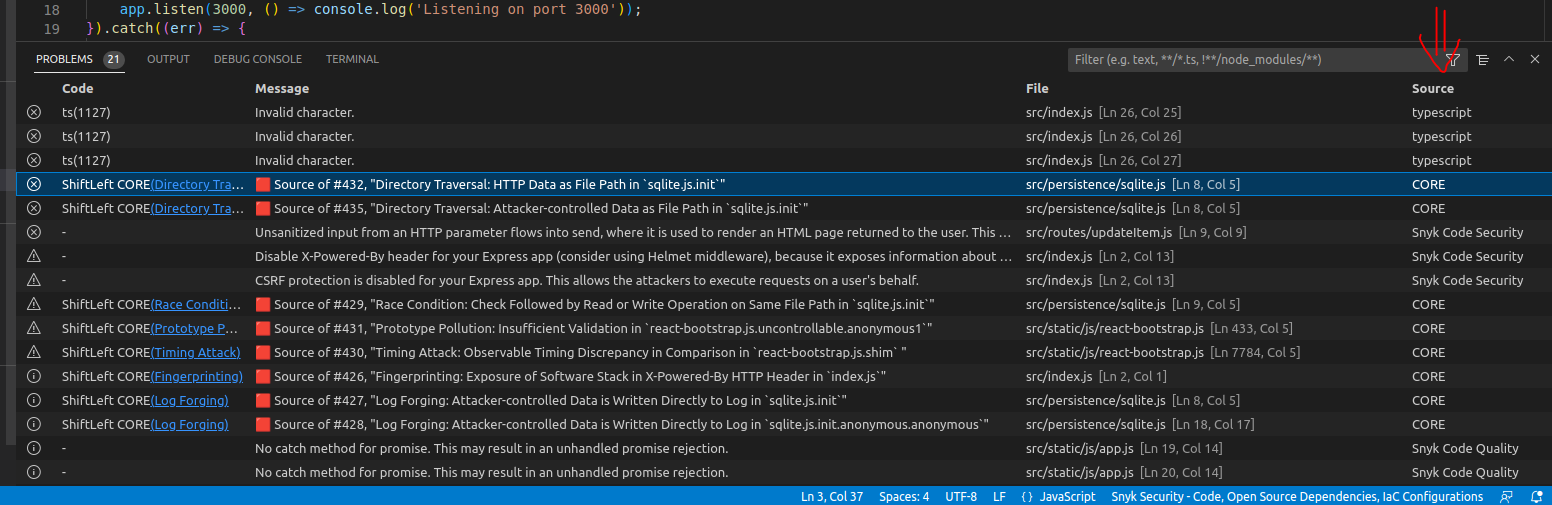 18 app.listen(3000, () => console.log('Listening on port 3000'));
19 }).catch((err) => {
PROBLEMS 21 OUTPUT DEBUG CONSOLE TERMINAL Filter (e.g. text, **/*.ts, !**/node_modules/**)
Code Message File Source
ts(1127) Invalid character. src/index.js [Ln 26, Col 25] typescript
ts(1127) Invalid character. src/index.js [Ln 26, Col 26] typescript
ts(1127) Invalid character. src/index.js [Ln 26, Col 27] typescript
ShiftLeft CORE(Directory Tra... Source of #432, "Directory Traversal: HTTP Data as File Path in `sqlite.js.init`" src/persistence/sqlite.js [Ln 8, Col 5] CORE
ShiftLeft CORE(Directory Tra... Source of #435, "Directory Traversal: Attacker-controlled Data as File Path in `sqlite.js.init`" src/persistence/sqlite.js [Ln 8, Col 5] CORE
- Unsanitized input from an HTTP parameter flows into send, where it is used to render an HTML page returned to the user. This ... src/routes/updateItem.js [Ln 9, Col 9] Snyk Code Security
- Disable X-Powered-By header for your Express app (consider using Helmet middleware), because it exposes information about ... src/index.js [Ln 2, Col 13] Snyk Code Security
- CSRF protection is disabled for your Express app. This allows the attackers to execute requests on a user's behalf. src/index.js [Ln 2, Col 13] Snyk Code Security
ShiftLeft CORE(Race Conditi... Source of #429, "Race Condition: Check Followed by Read or Write Operation on Same File Path in `sqlite.js.init`" src/persistence/sqlite.js [Ln 9, Col 5] CORE
ShiftLeft CORE(Prototype P... Source of #431, "Prototype Pollution: Insufficient Validation in `react-bootstrap.js.uncontrollable.anonymous1`" src/static/js/react-bootstrap.js [Ln 433, Col 5] CORE
ShiftLeft CORE(Timing Attack) Source of #430, "Timing Attack: Observable Timing Discrepancy in Comparison in `react-bootstrap.js.shim` " src/static/js/react-bootstrap.js [Ln 7784, Col 5] CORE
ShiftLeft CORE(Fingerprinting) Source of #426, "Fingerprinting: Exposure of Software Stack in X-Powered-By HTTP Header in `index.js`" src/index.js [Ln 2, Col 1] CORE
ShiftLeft CORE(Log Forging) Source of #427, "Log Forging: Attacker-controlled Data is Written Directly to Log in `sqlite.js.init`" src/persistence/sqlite.js [Ln 8, Col 5] CORE
ShiftLeft CORE(Log Forging) Source of #428, "Log Forging: Attacker-controlled Data is Written Directly to Log in `sqlite.js.init.anonymous.anonymous`" src/persistence/sqlite.js [Ln 18, Col 17] CORE
- No catch method for promise. This may result in an unhandled promise rejection. src/static/js/app.js [Ln 19, Col 14] Snyk Code Quality
- No catch method for promise. This may result in an unhandled promise rejection. src/static/js/app.js [Ln 20, Col 14] Snyk Code Quality
Ln 3, Col 37 Spaces: 4 UTF-8 LF {} JavaScript Snyk Security - Code, Open Source Dependencies, IaC Configurations